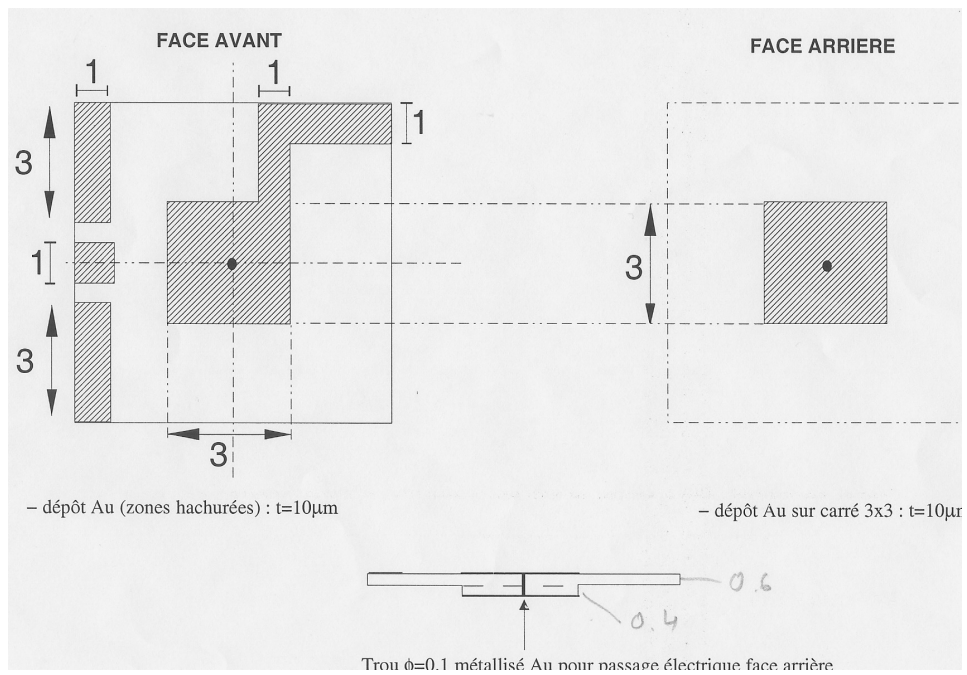 FACE AVANT
FACE ARRIERE
1
1
1
3
1
3
3
3
– dépôt Au (zones hachurées) : t=10μm
– dépôt Au sur carré 3x3 : t=10μm
0.6
0.4
Trou φ=0.1 métallisé Au pour passage électrique face arrière